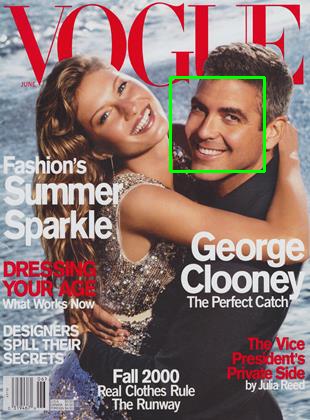 VOGUE
JUNE
Fashion's
Summer
Sparkle
George
Clooney
The Perfect Catch
DRESSING
YOUR AGE
What Works Now
DESIGNERS
SPILL THEIR
SECRETS
Fall 2000
Real Clothes Rule
The Runway
The Vice
President's
Private Side
by Julia Reed